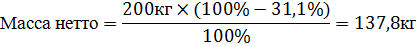 Масса нетто = 200кг × (100% − 31,1%) / 100% = 137,8кг